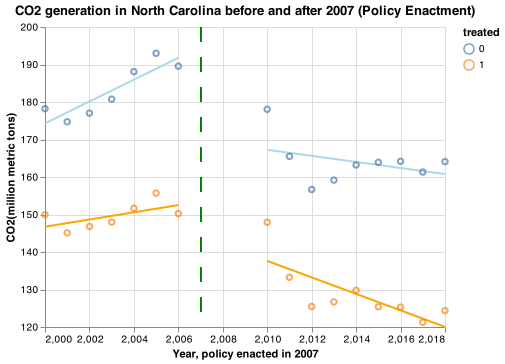 CO2 generation in North Carolina before and after 2007 (Policy Enactment)
treated
0
1
CO2(million metric tons)
200
190
180
170
160
150
140
130
120
2,000 2,002 2,004 2,006 2,008 2,010 2,012 2,014 2,016 2,018
Year, policy enacted in 2007